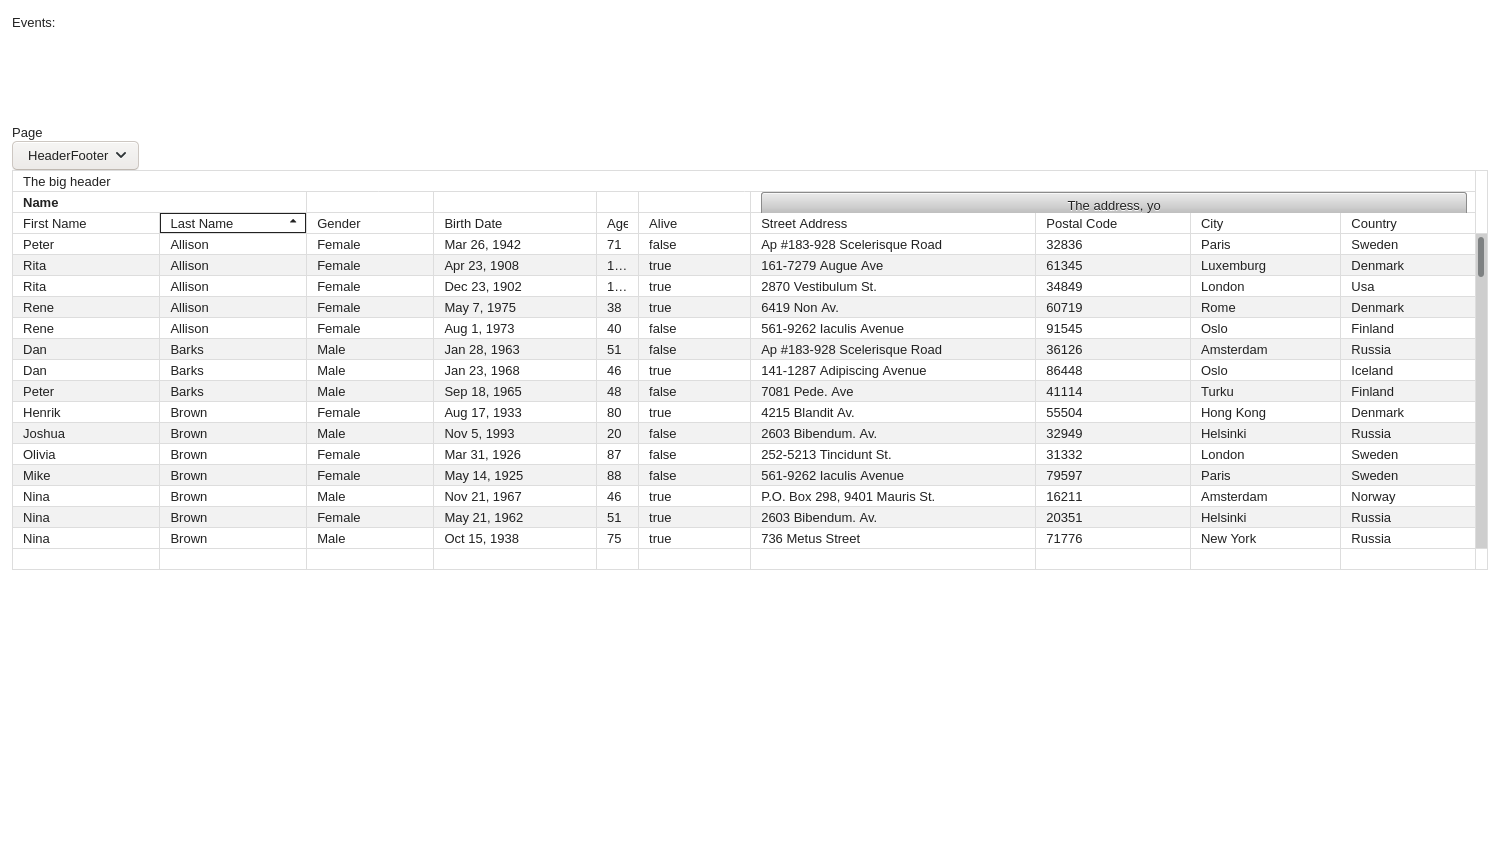 Events:
Page
HeaderFooter
The big header
Name The address, yo
First Name Last Name Gender Birth Date Age Alive Street Address Postal Code City Country
Peter Allison Female Mar 26, 1942 71 false Ap #183-928 Scelerisque Road 32836 Paris Sweden
Rita Allison Female Apr 23, 1908 1… true 161-7279 Augue Ave 61345 Luxemburg Denmark
Rita Allison Female Dec 23, 1902 1… true 2870 Vestibulum St. 34849 London Usa
Rene Allison Female May 7, 1975 38 true 6419 Non Av. 60719 Rome Denmark
Rene Allison Female Aug 1, 1973 40 false 561-9262 Iaculis Avenue 91545 Oslo Finland
Dan Barks Male Jan 28, 1963 51 false Ap #183-928 Scelerisque Road 36126 Amsterdam Russia
Dan Barks Male Jan 23, 1968 46 true 141-1287 Adipiscing Avenue 86448 Oslo Iceland
Peter Barks Male Sep 18, 1965 48 false 7081 Pede. Ave 41114 Turku Finland
Henrik Brown Female Aug 17, 1933 80 true 4215 Blandit Av. 55504 Hong Kong Denmark
Joshua Brown Male Nov 5, 1993 20 false 2603 Bibendum. Av. 32949 Helsinki Russia
Olivia Brown Female Mar 31, 1926 87 false 252-5213 Tincidunt St. 31332 London Sweden
Mike Brown Female May 14, 1925 88 false 561-9262 Iaculis Avenue 79597 Paris Sweden
Nina Brown Male Nov 21, 1967 46 true P.O. Box 298, 9401 Mauris St. 16211 Amsterdam Norway
Nina Brown Female May 21, 1962 51 true 2603 Bibendum. Av. 20351 Helsinki Russia
Nina Brown Male Oct 15, 1938 75 true 736 Metus Street 71776 New York Russia